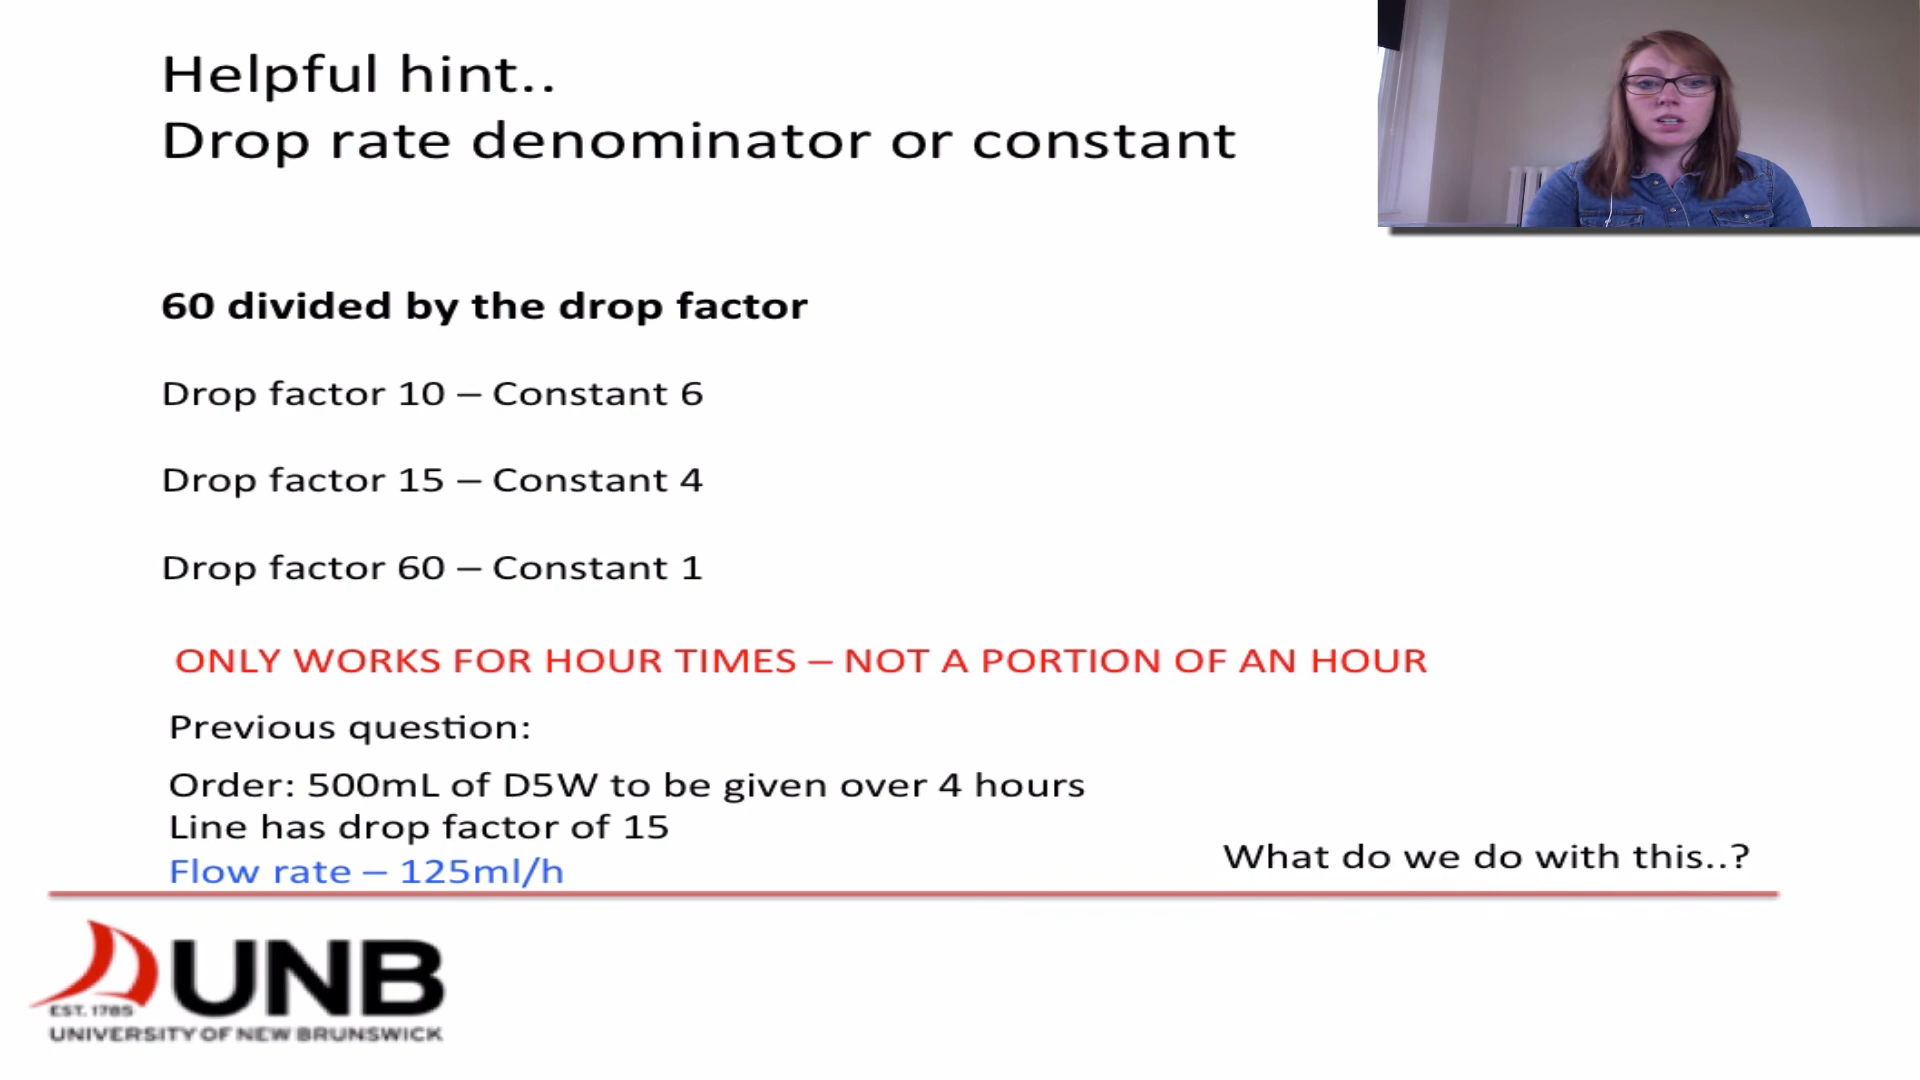 Helpful hint..
Drop rate denominator or constant
60 divided by the drop factor
Drop factor 10 – Constant 6
Drop factor 15 – Constant 4
Drop factor 60 – Constant 1
ONLY WORKS FOR HOUR TIMES – NOT A PORTION OF AN HOUR
Previous question:
Order: 500mL of D5W to be given over 4 hours
Line has drop factor of 15
Flow rate – 125ml/h
What do we do with this..?
UNB
EST. 1785
UNIVERSITY OF NEW BRUNSWICK